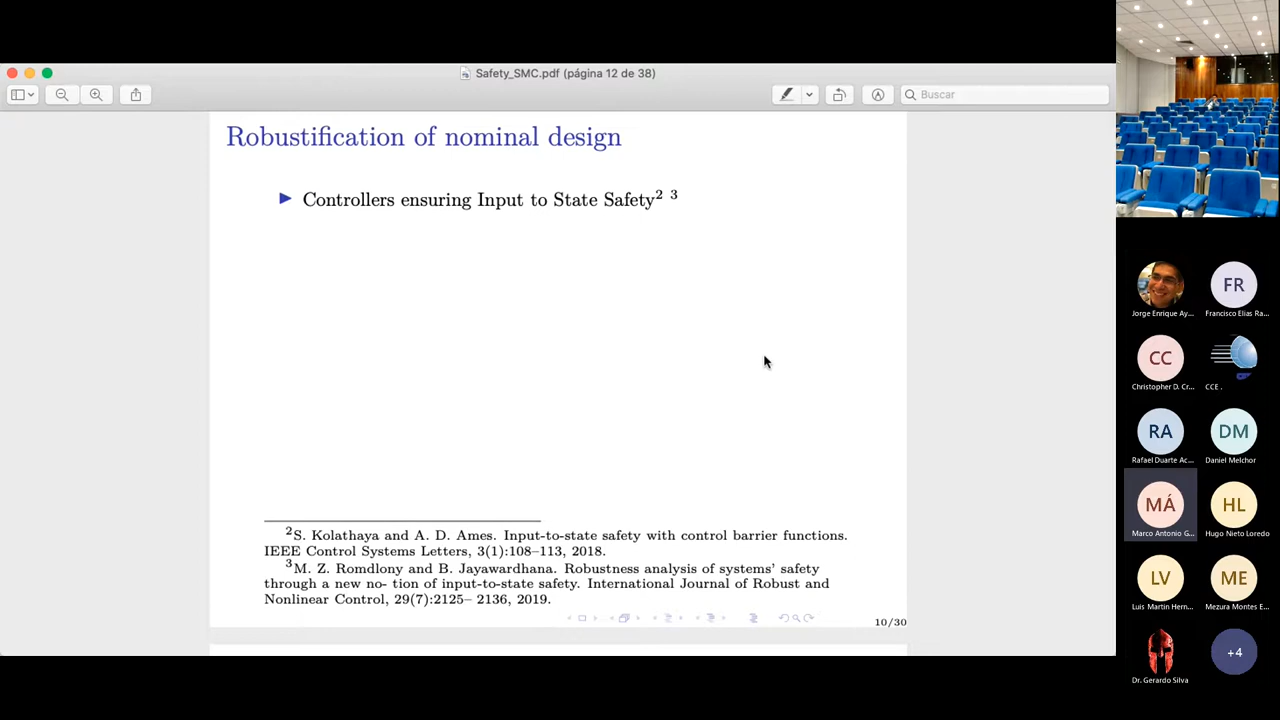 Safety_SMC.pdf (página 12 de 38)
Buscar
Robustification of nominal design
Controllers ensuring Input to State Safety2 3
2S. Kolathaya and A. D. Ames. Input-to-state safety with control barrier functions.
IEEE Control Systems Letters, 3(1):108–113, 2018.
3M. Z. Romdlony and B. Jayawardhana. Robustness analysis of systems' safety
through a new no- tion of input-to-state safety. International Journal of Robust and
Nonlinear Control, 29(7):2125– 2136, 2019.
10/30
Jorge Enrique Ay...
FR
Francisco Elias Ra...
CC
Christopher D. Cr...
CCE .
RA
Rafael Duarte Ac...
DM
Daniel Melchor
MÁ
Marco Antonio G...
HL
Hugo Nieto Loredo
LV
Luis Martin Hern...
ME
Mezura Montes E...
Dr. Gerardo Silva
+4